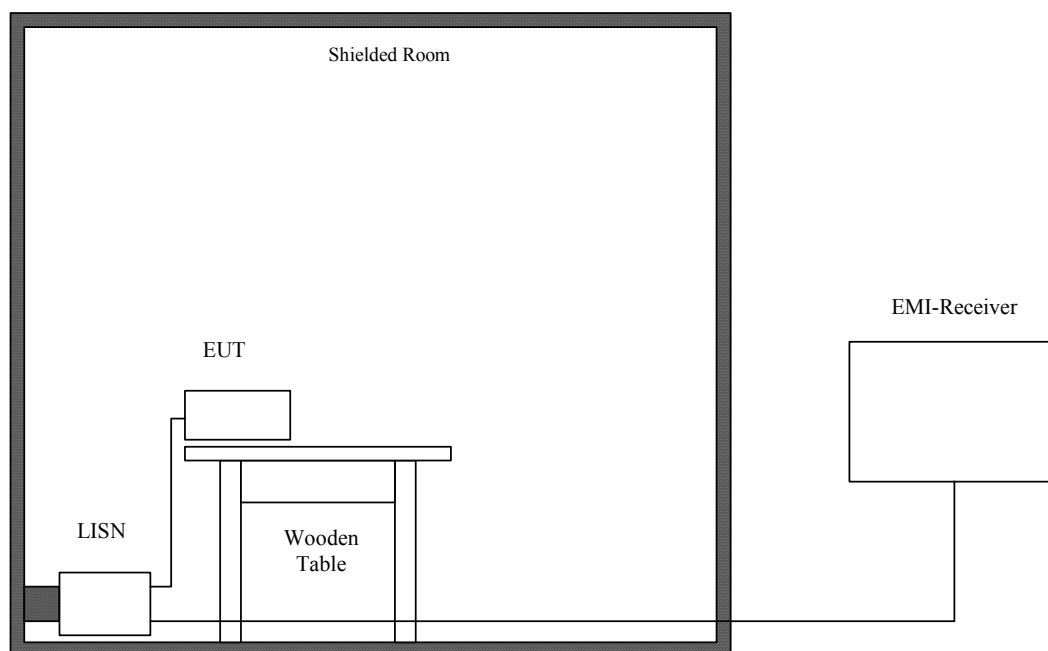 Shielded Room
EMI-Receiver
EUT
LISN
Wooden
Table